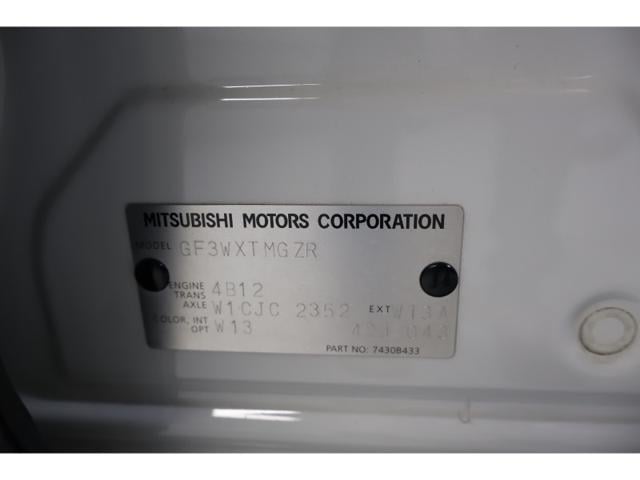 MITSUBISHI MOTORS CORPORATION
MODEL GF3WXTMGZR
ENGINE 4B12
TRANS AXLE W1CJC 2352 EXT W13A
COLOR, INT OPT W13
PART NO: 7430B433